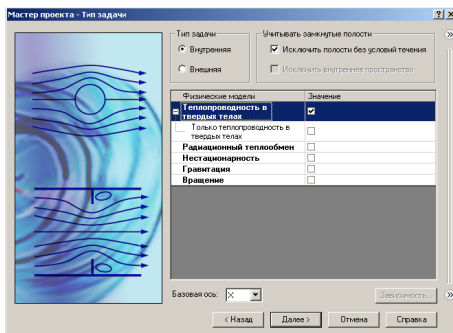 Мастер проекта - Тип задачи
Тип задачи
Внутренняя
Внешняя
Учитывать замкнутые полости
Исключить полости без условий течения
Исключить внутреннее пространство
Физические модели
Значение
Теплопроводность в
твердых телах
Только теплопроводность в
твердых телах
Радиационный теплообмен
Нестационарность
Гравитация
Вращение
Базовая ось:
X
Зависимость...
< Назад
Далее >
Отмена
Справка